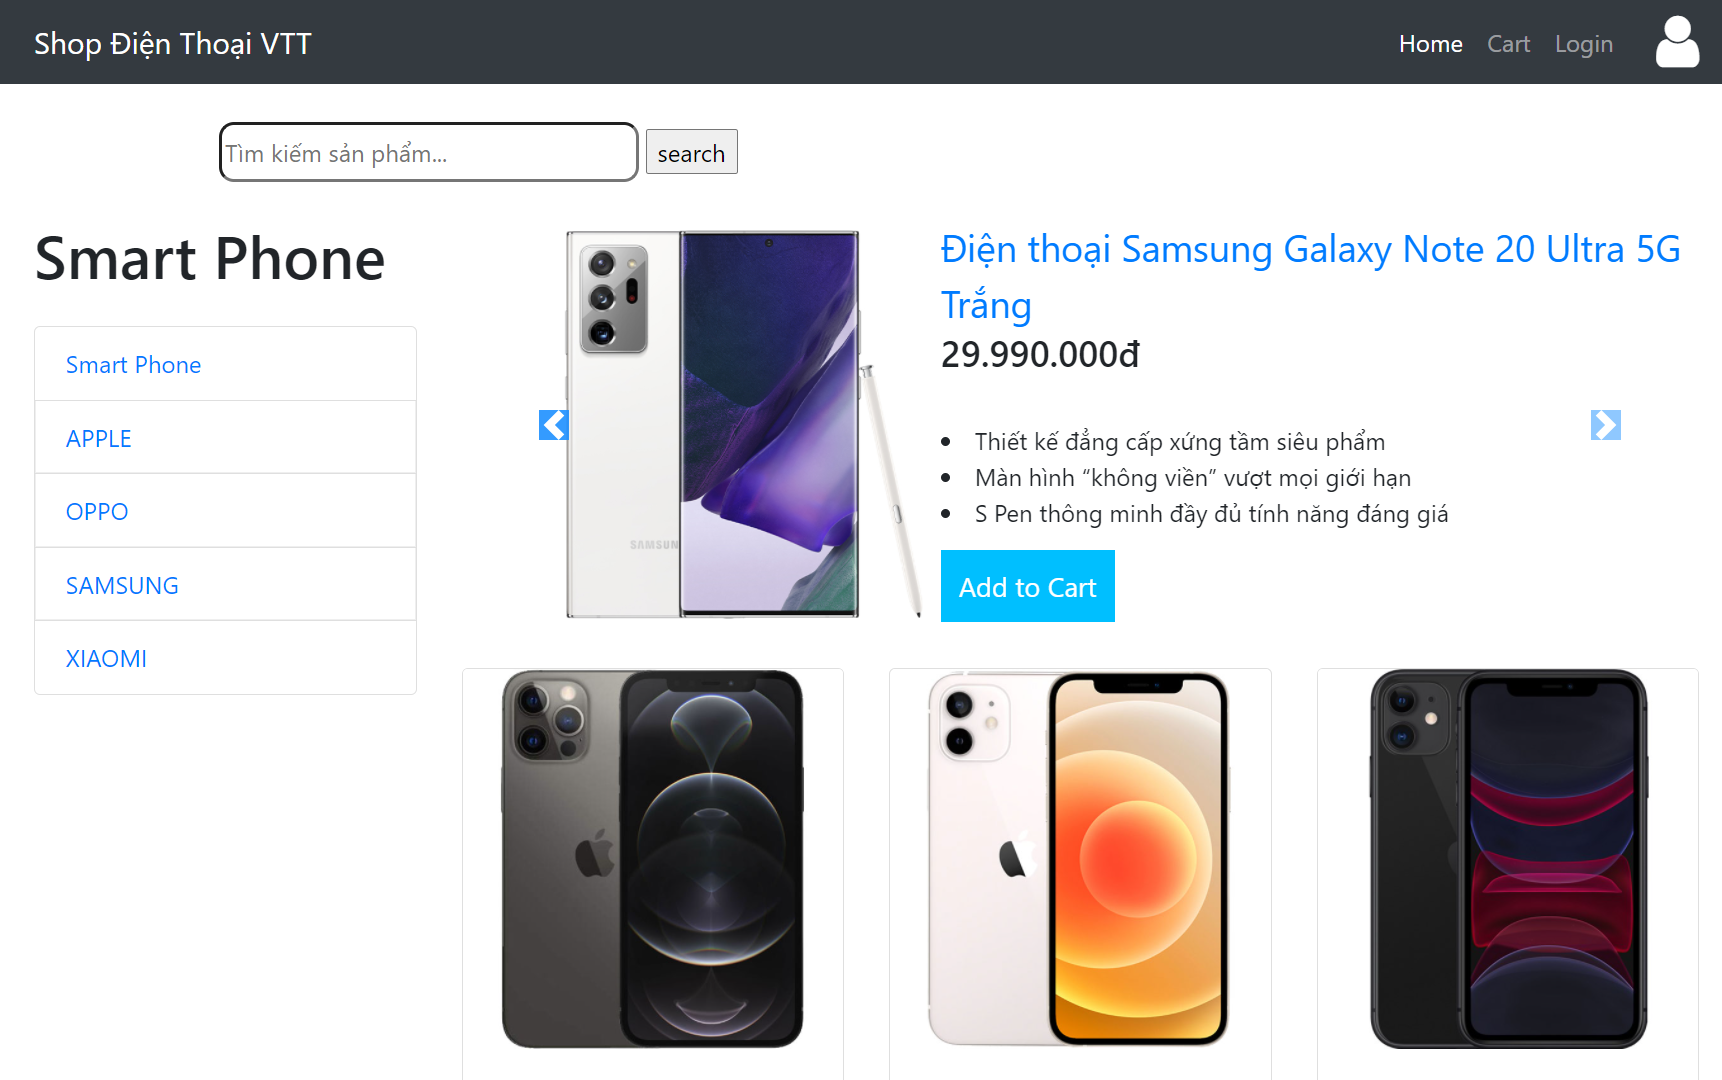 Shop Điện Thoại VTT
Home
Cart
Login
Tìm kiếm sản phẩm...
search
Smart Phone
Smart Phone
APPLE
OPPO
SAMSUNG
XIAOMI
SAMSUN
Điện thoại Samsung Galaxy Note 20 Ultra 5G
Trắng
29.990.000đ
Thiết kế đẳng cấp xứng tầm siêu phẩm
Màn hình “không viền” vượt mọi giới hạn
S Pen thông minh đầy đủ tính năng đáng giá
Add to Cart